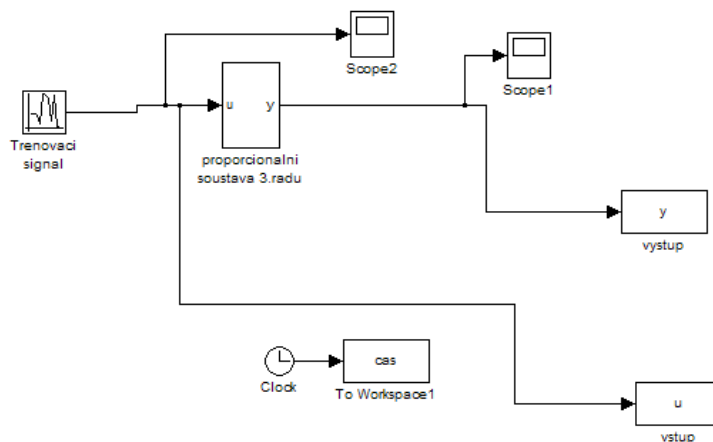 Scope2
Scope1
u
y
Trenovaci
signal
proporcionalni
soustava 3.radu
y
vystup
cas
Clock
To Workspace1
u
vstup